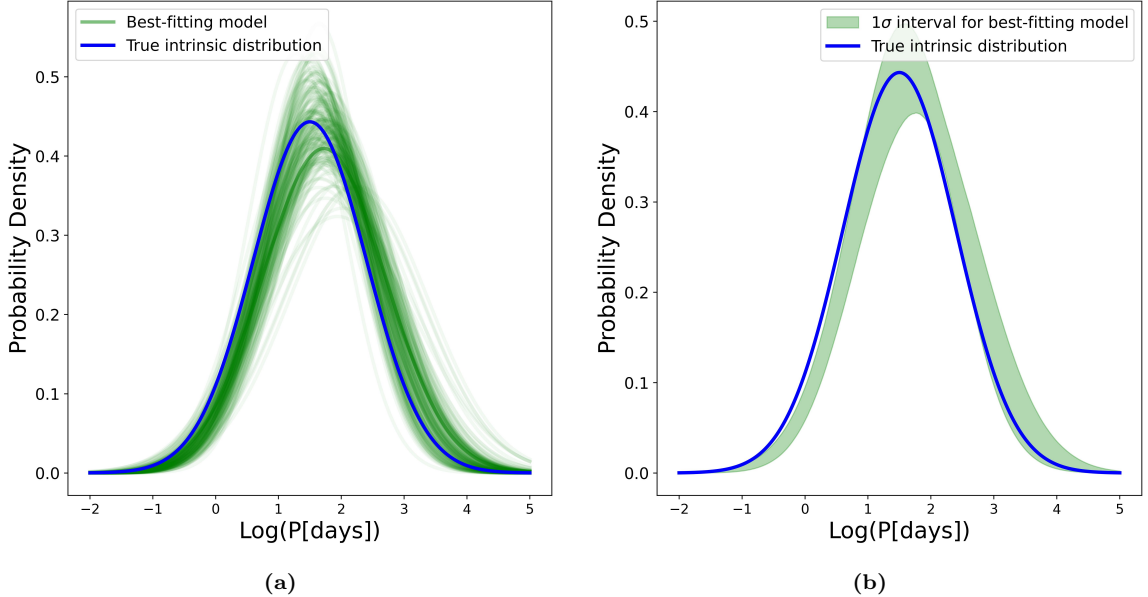 Best-fitting model
True intrinsic distribution
Probability Density
0.5
0.4
0.3
0.2
0.1
0.0
−2 −1 0 1 2 3 4 5
Log(P[days])
(a)
1σ interval for best-fitting model
True intrinsic distribution
Probability Density
0.5
0.4
0.3
0.2
0.1
0.0
−2 −1 0 1 2 3 4 5
Log(P[days])
(b)